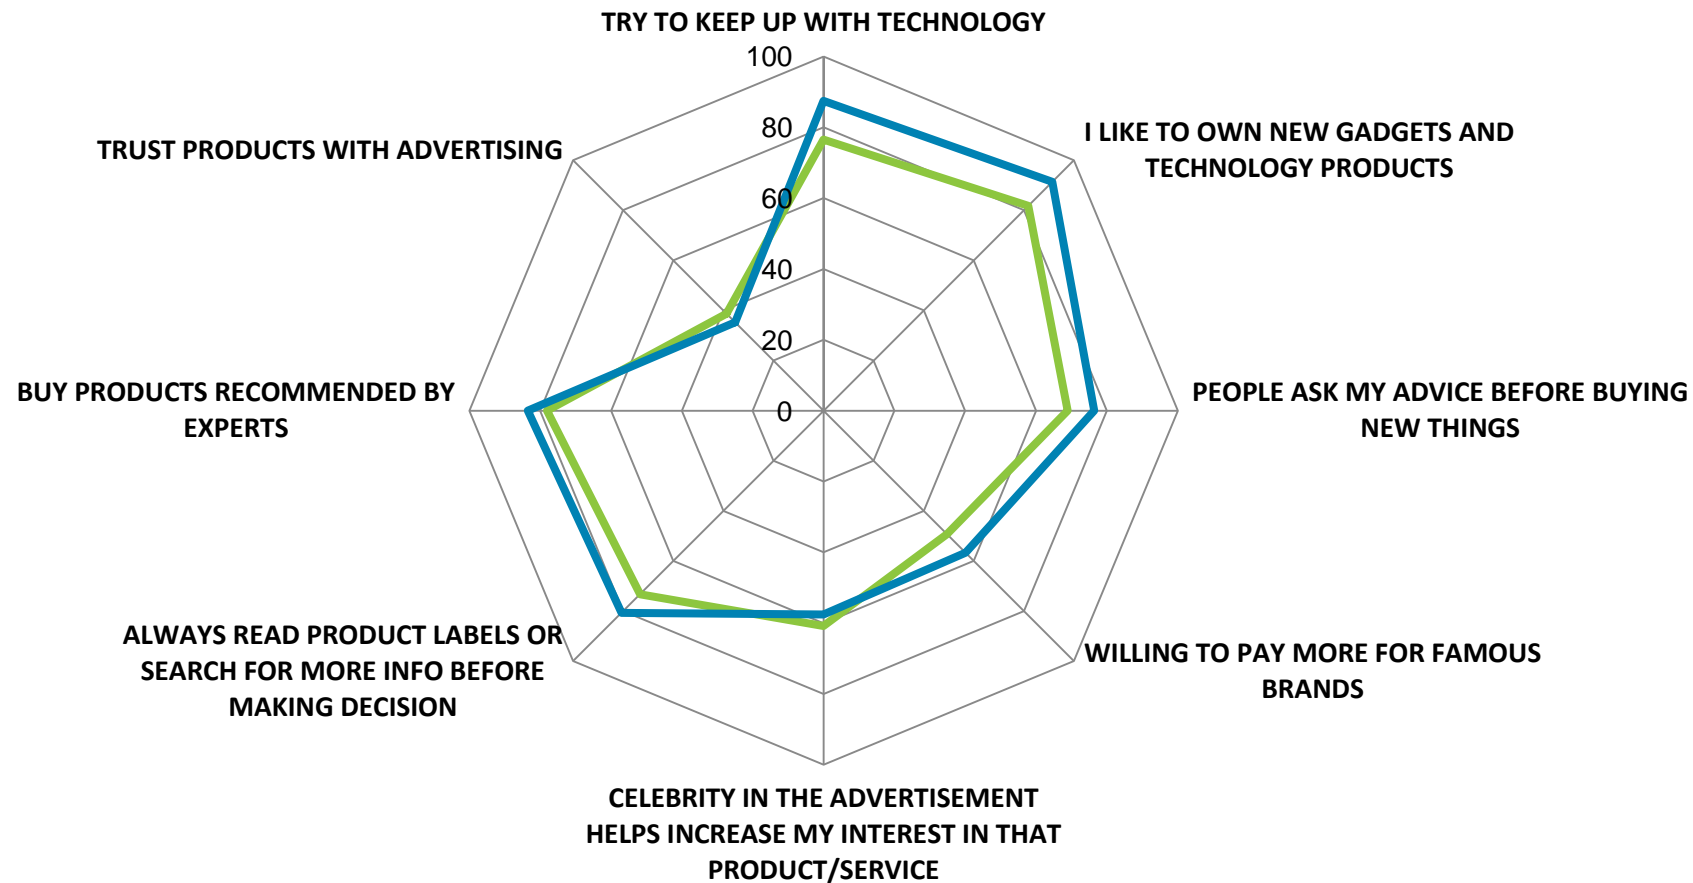 TRY TO KEEP UP WITH TECHNOLOGY
100
I LIKE TO OWN NEW GADGETS AND
TECHNOLOGY PRODUCTS
80
TRUST PRODUCTS WITH ADVERTISING
60
40
20
BUY PRODUCTS RECOMMENDED BY
EXPERTS
0
PEOPLE ASK MY ADVICE BEFORE BUYING
NEW THINGS
ALWAYS READ PRODUCT LABELS OR
SEARCH FOR MORE INFO BEFORE
MAKING DECISION
WILLING TO PAY MORE FOR FAMOUS
BRANDS
CELEBRITY IN THE ADVERTISEMENT
HELPS INCREASE MY INTEREST IN THAT
PRODUCT/SERVICE